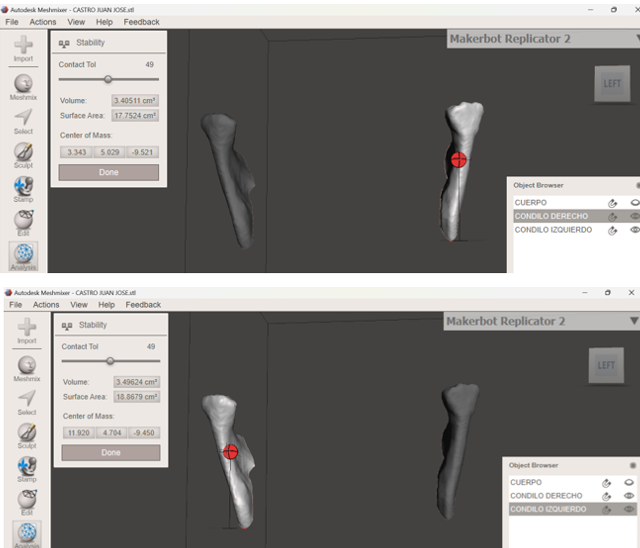 Autodesk Meshmixer - CASTRO JUAN JOSE.stl
File Actions View Help Feedback
Import
Meshmix
Select
Sculpt
Stamp
Edit
Analysis
Stability
Contact Tol 49
Volume: 3.40511 cm³
Surface Area: 17.7524 cm²
Center of Mass:
3.343 5.029 -9.521
Done
Makerbot Replicator 2
LEFT
Object Browser
CUERPO
CONDILO DERECHO
CONDILO IZQUIERDO
Autodesk Meshmixer - CASTRO JUAN JOSE.stl
File Actions View Help Feedback
Import
Meshmix
Select
Sculpt
Stamp
Edit
Analysis
Stability
Contact Tol 49
Volume: 3.49624 cm³
Surface Area: 18.8679 cm²
Center of Mass:
11.920 4.704 -9.450
Done
Makerbot Replicator 2
LEFT
Object Browser
CUERPO
CONDILO DERECHO
CONDILO IZQUIERDO